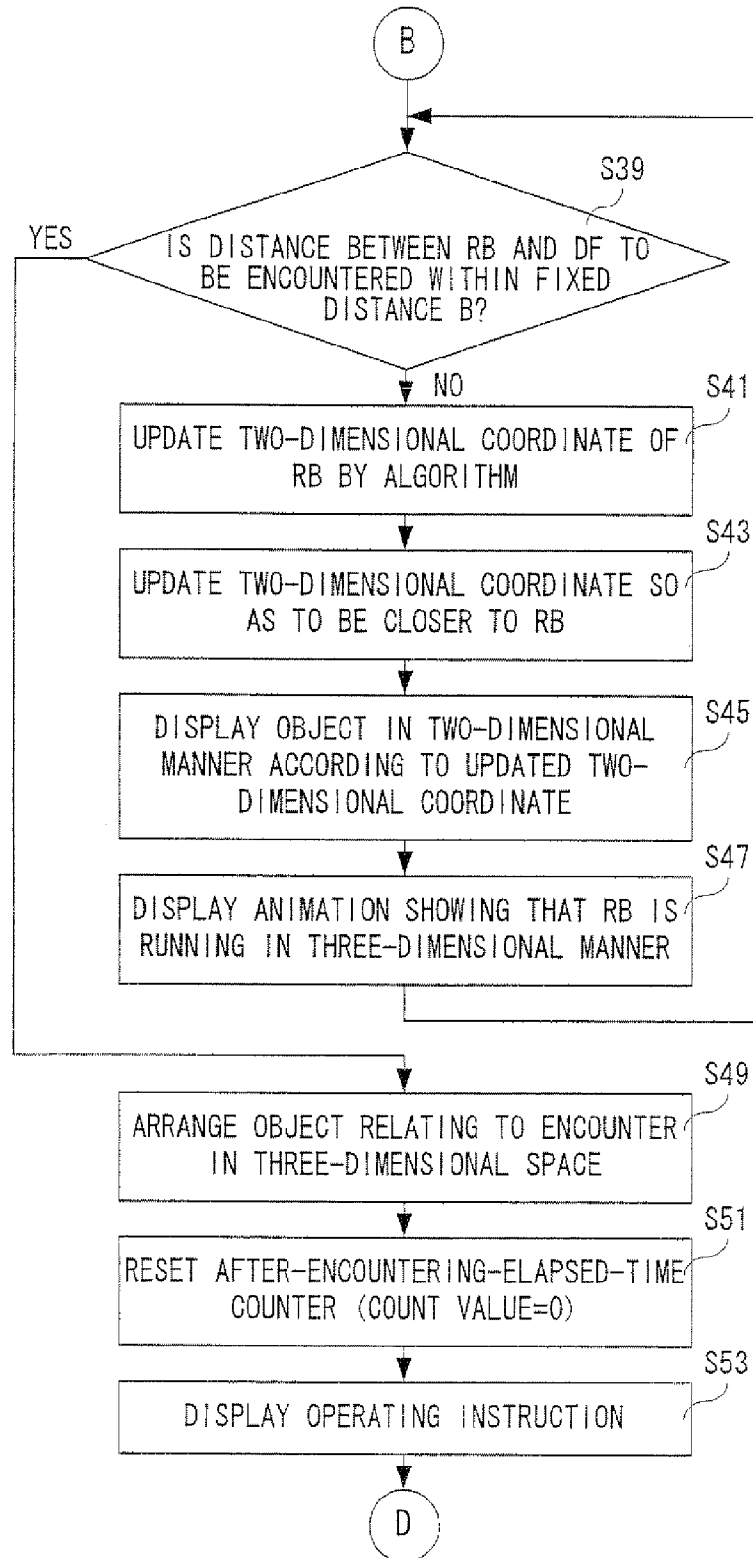 B
S39
YES
IS DISTANCE BETWEEN RB AND DF TO
BE ENCOUNTERED WITHIN FIXED
DISTANCE B?
NO
S41
UPDATE TWO-DIMENSIONAL COORDINATE OF
RB BY ALGORITHM
S43
UPDATE TWO-DIMENSIONAL COORDINATE SO
AS TO BE CLOSER TO RB
S45
DISPLAY OBJECT IN TWO-DIMENSIONAL
MANNER ACCORDING TO UPDATED TWO-
DIMENSIONAL COORDINATE
S47
DISPLAY ANIMATION SHOWING THAT RB IS
RUNNING IN THREE-DIMENSIONAL MANNER
S49
ARRANGE OBJECT RELATING TO ENCOUNTER
IN THREE-DIMENSIONAL SPACE
S51
RESET AFTER-ENCOUNTERING-ELAPSED-TIME
COUNTER (COUNT VALUE=0)
S53
DISPLAY OPERATING INSTRUCTION
D